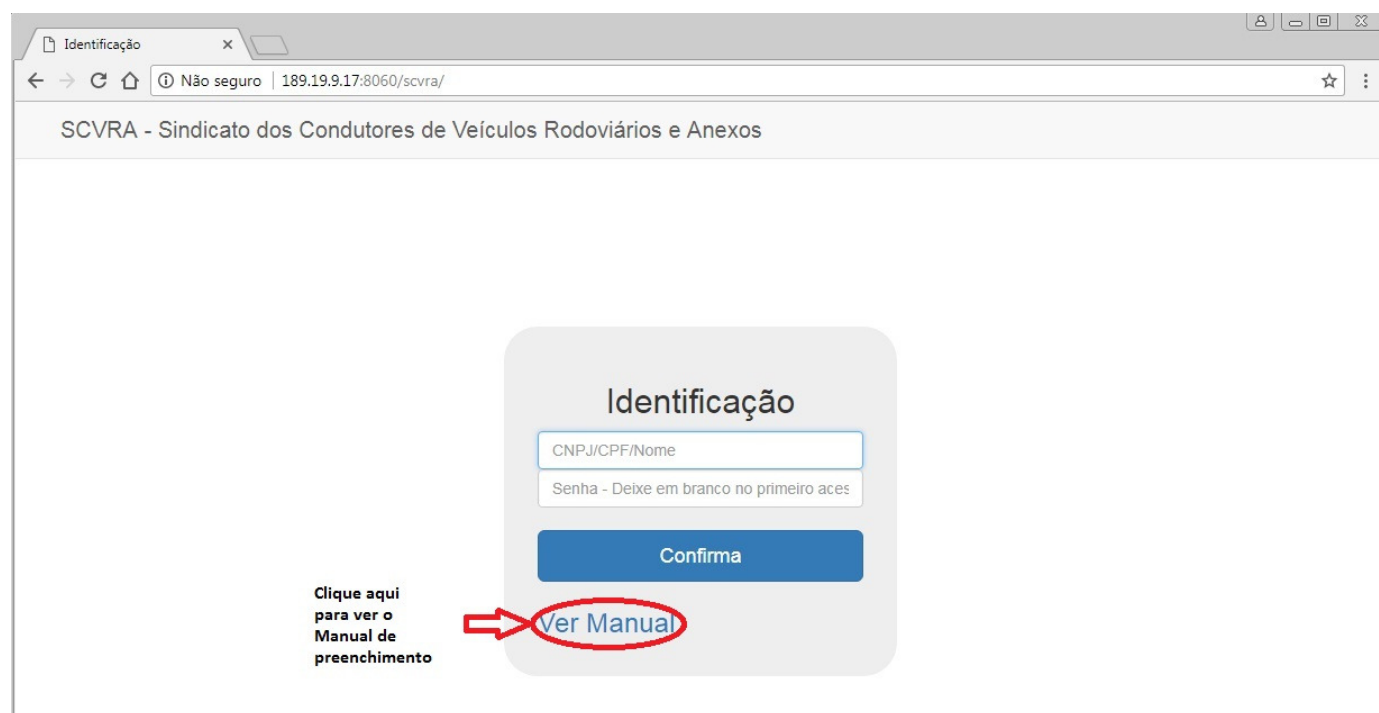 Identificação
Não seguro 189.19.9.17:8060/scvra/
SCVRA - Sindicato dos Condutores de Veículos Rodoviários e Anexos
Identificação
CNPJ/CPF/Nome
Senha - Deixe em branco no primeiro aces
Confirma
Clique aqui
para ver o
Manual de
preenchimento
Ver Manual